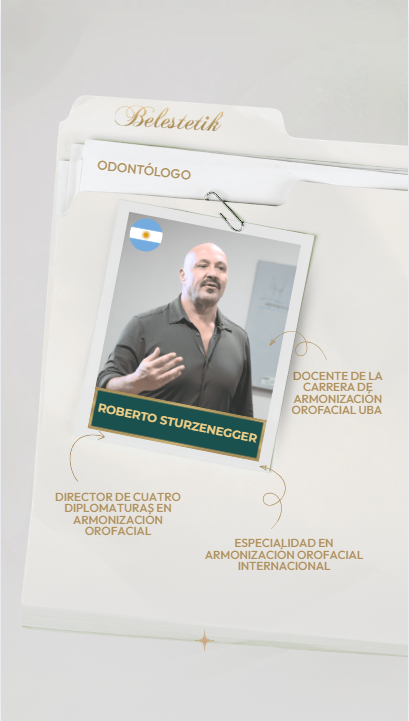 Belestetik
ODONTÓLOGO
ROBERTO STURZENEGGER
DOCENTE DE LA
CARRERA DE
ARMONIZACIÓN
OROFACIAL UBA
DIRECTOR DE CUATRO
DIPLOMATURAS EN
ARMONIZACIÓN
OROFACIAL
ESPECIALIDAD EN
ARMONIZACIÓN OROFACIAL
INTERNACIONAL